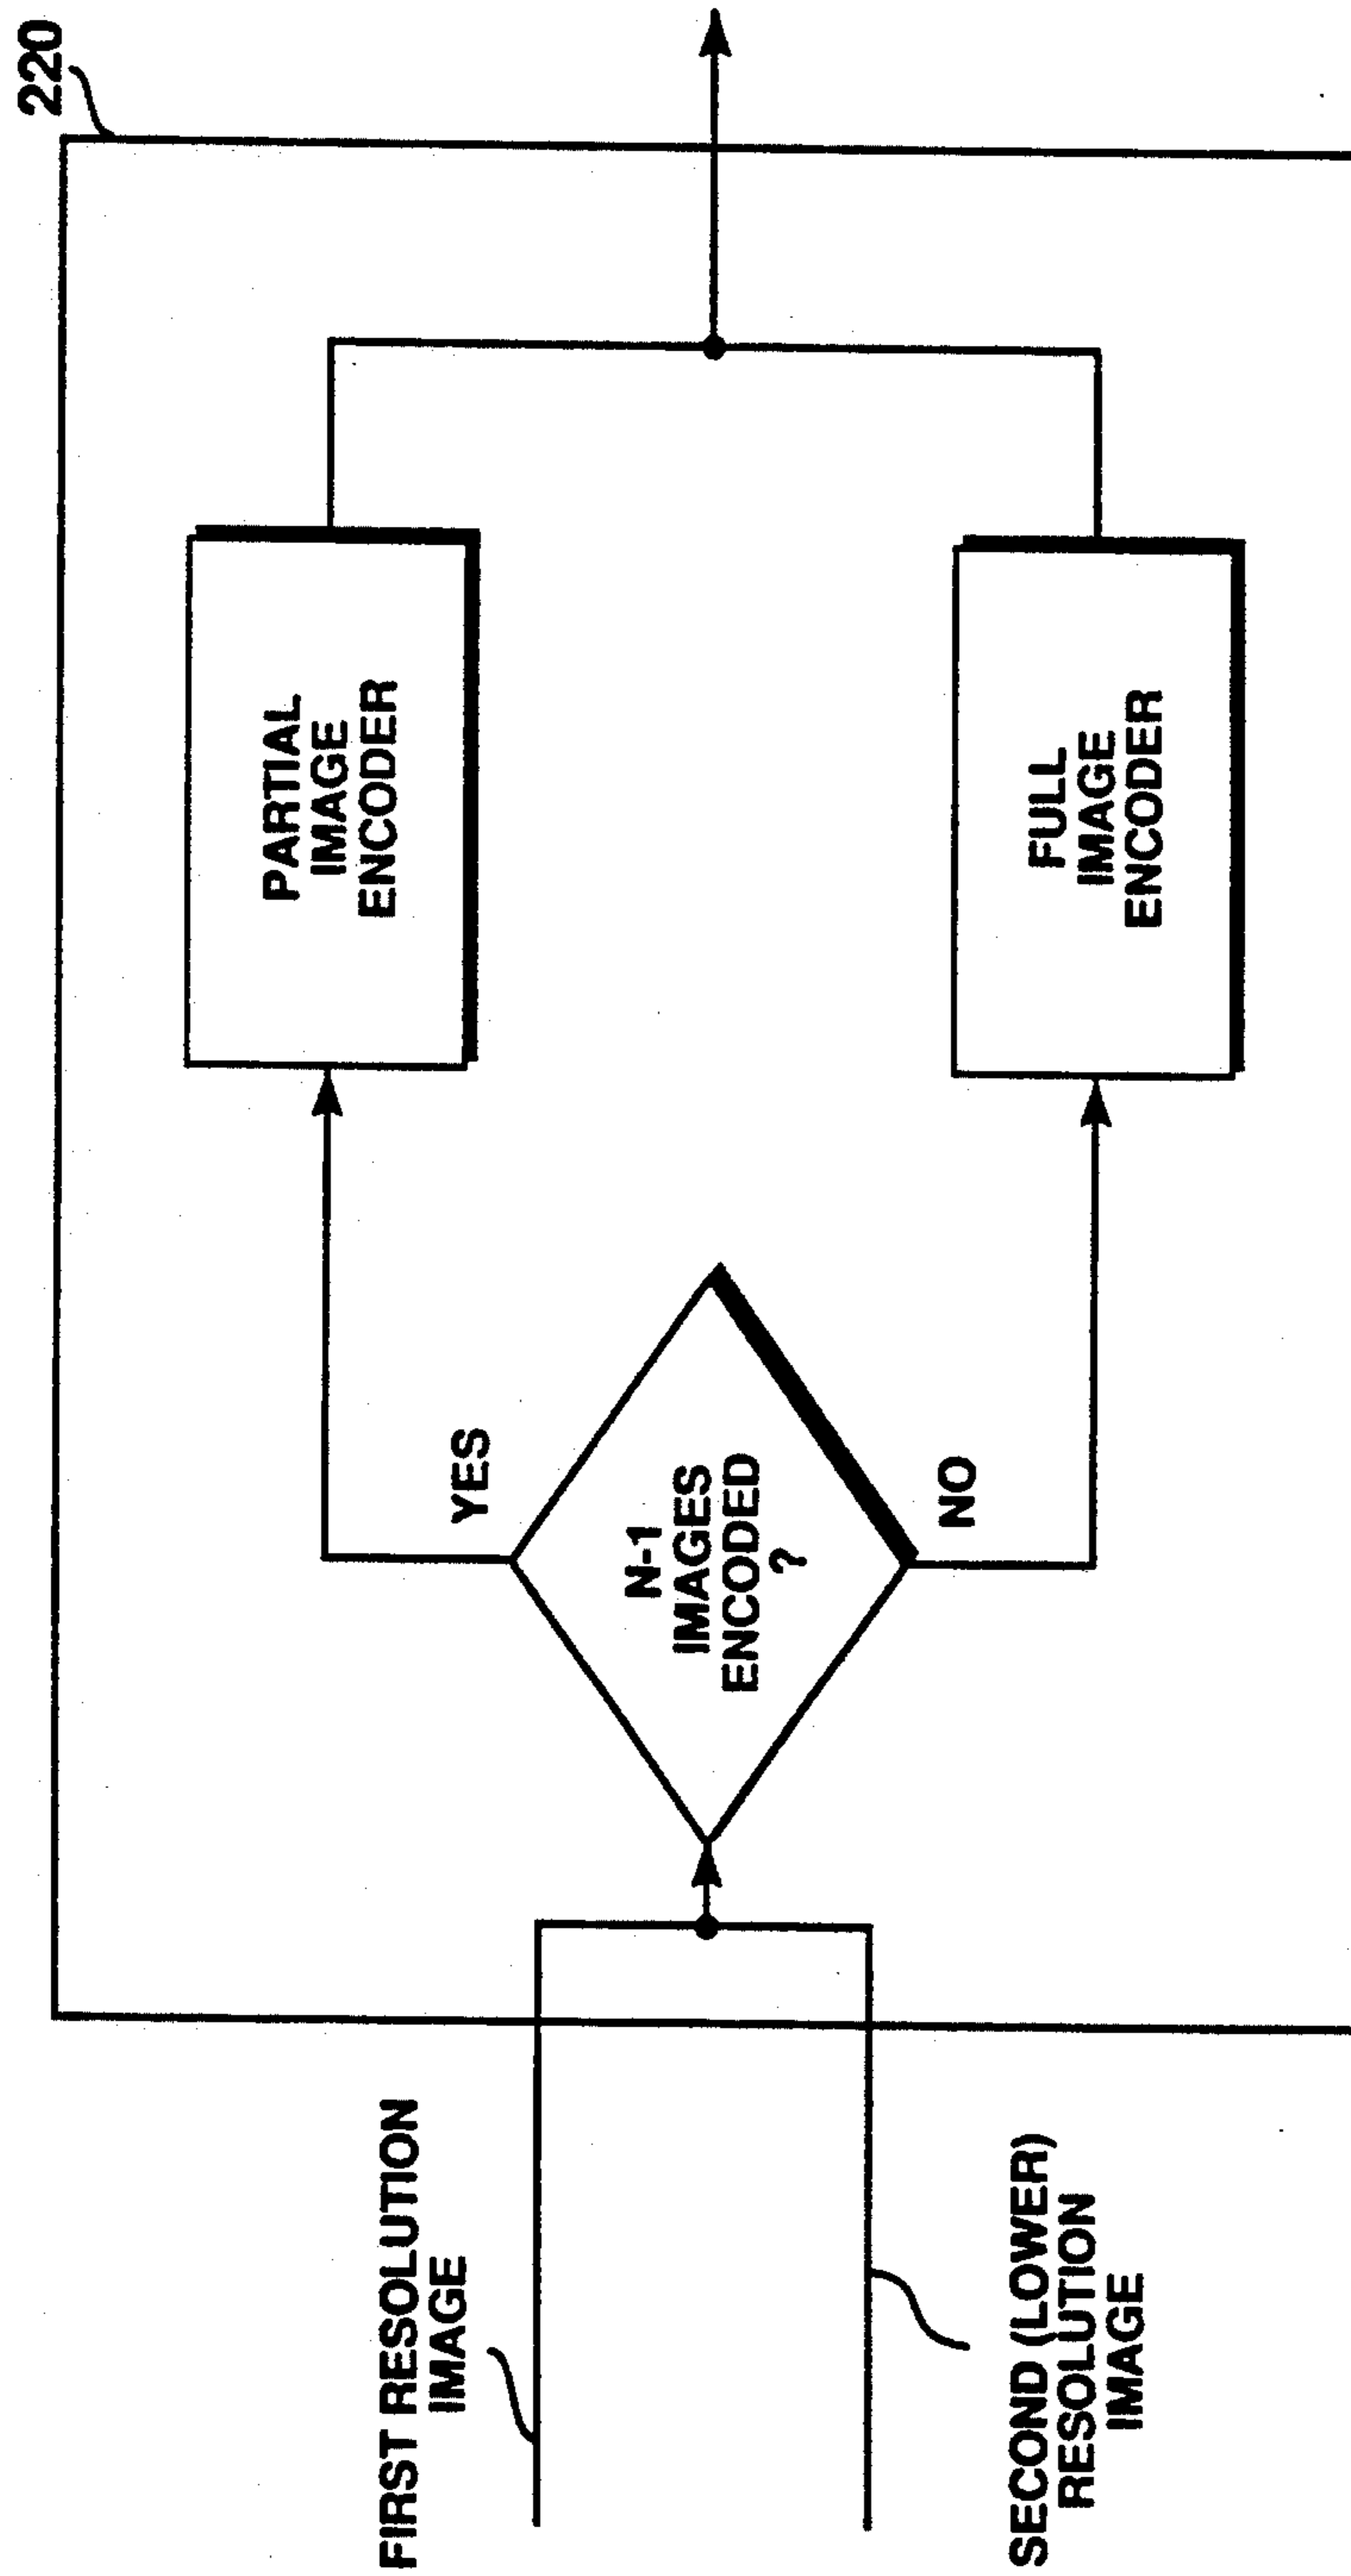 220
FIRST RESOLUTION
IMAGE
SECOND (LOWER)
RESOLUTION
IMAGE
N-1
IMAGES
ENCODED
?
YES
NO
PARTIAL
IMAGE
ENCODER
FULL
IMAGE
ENCODER